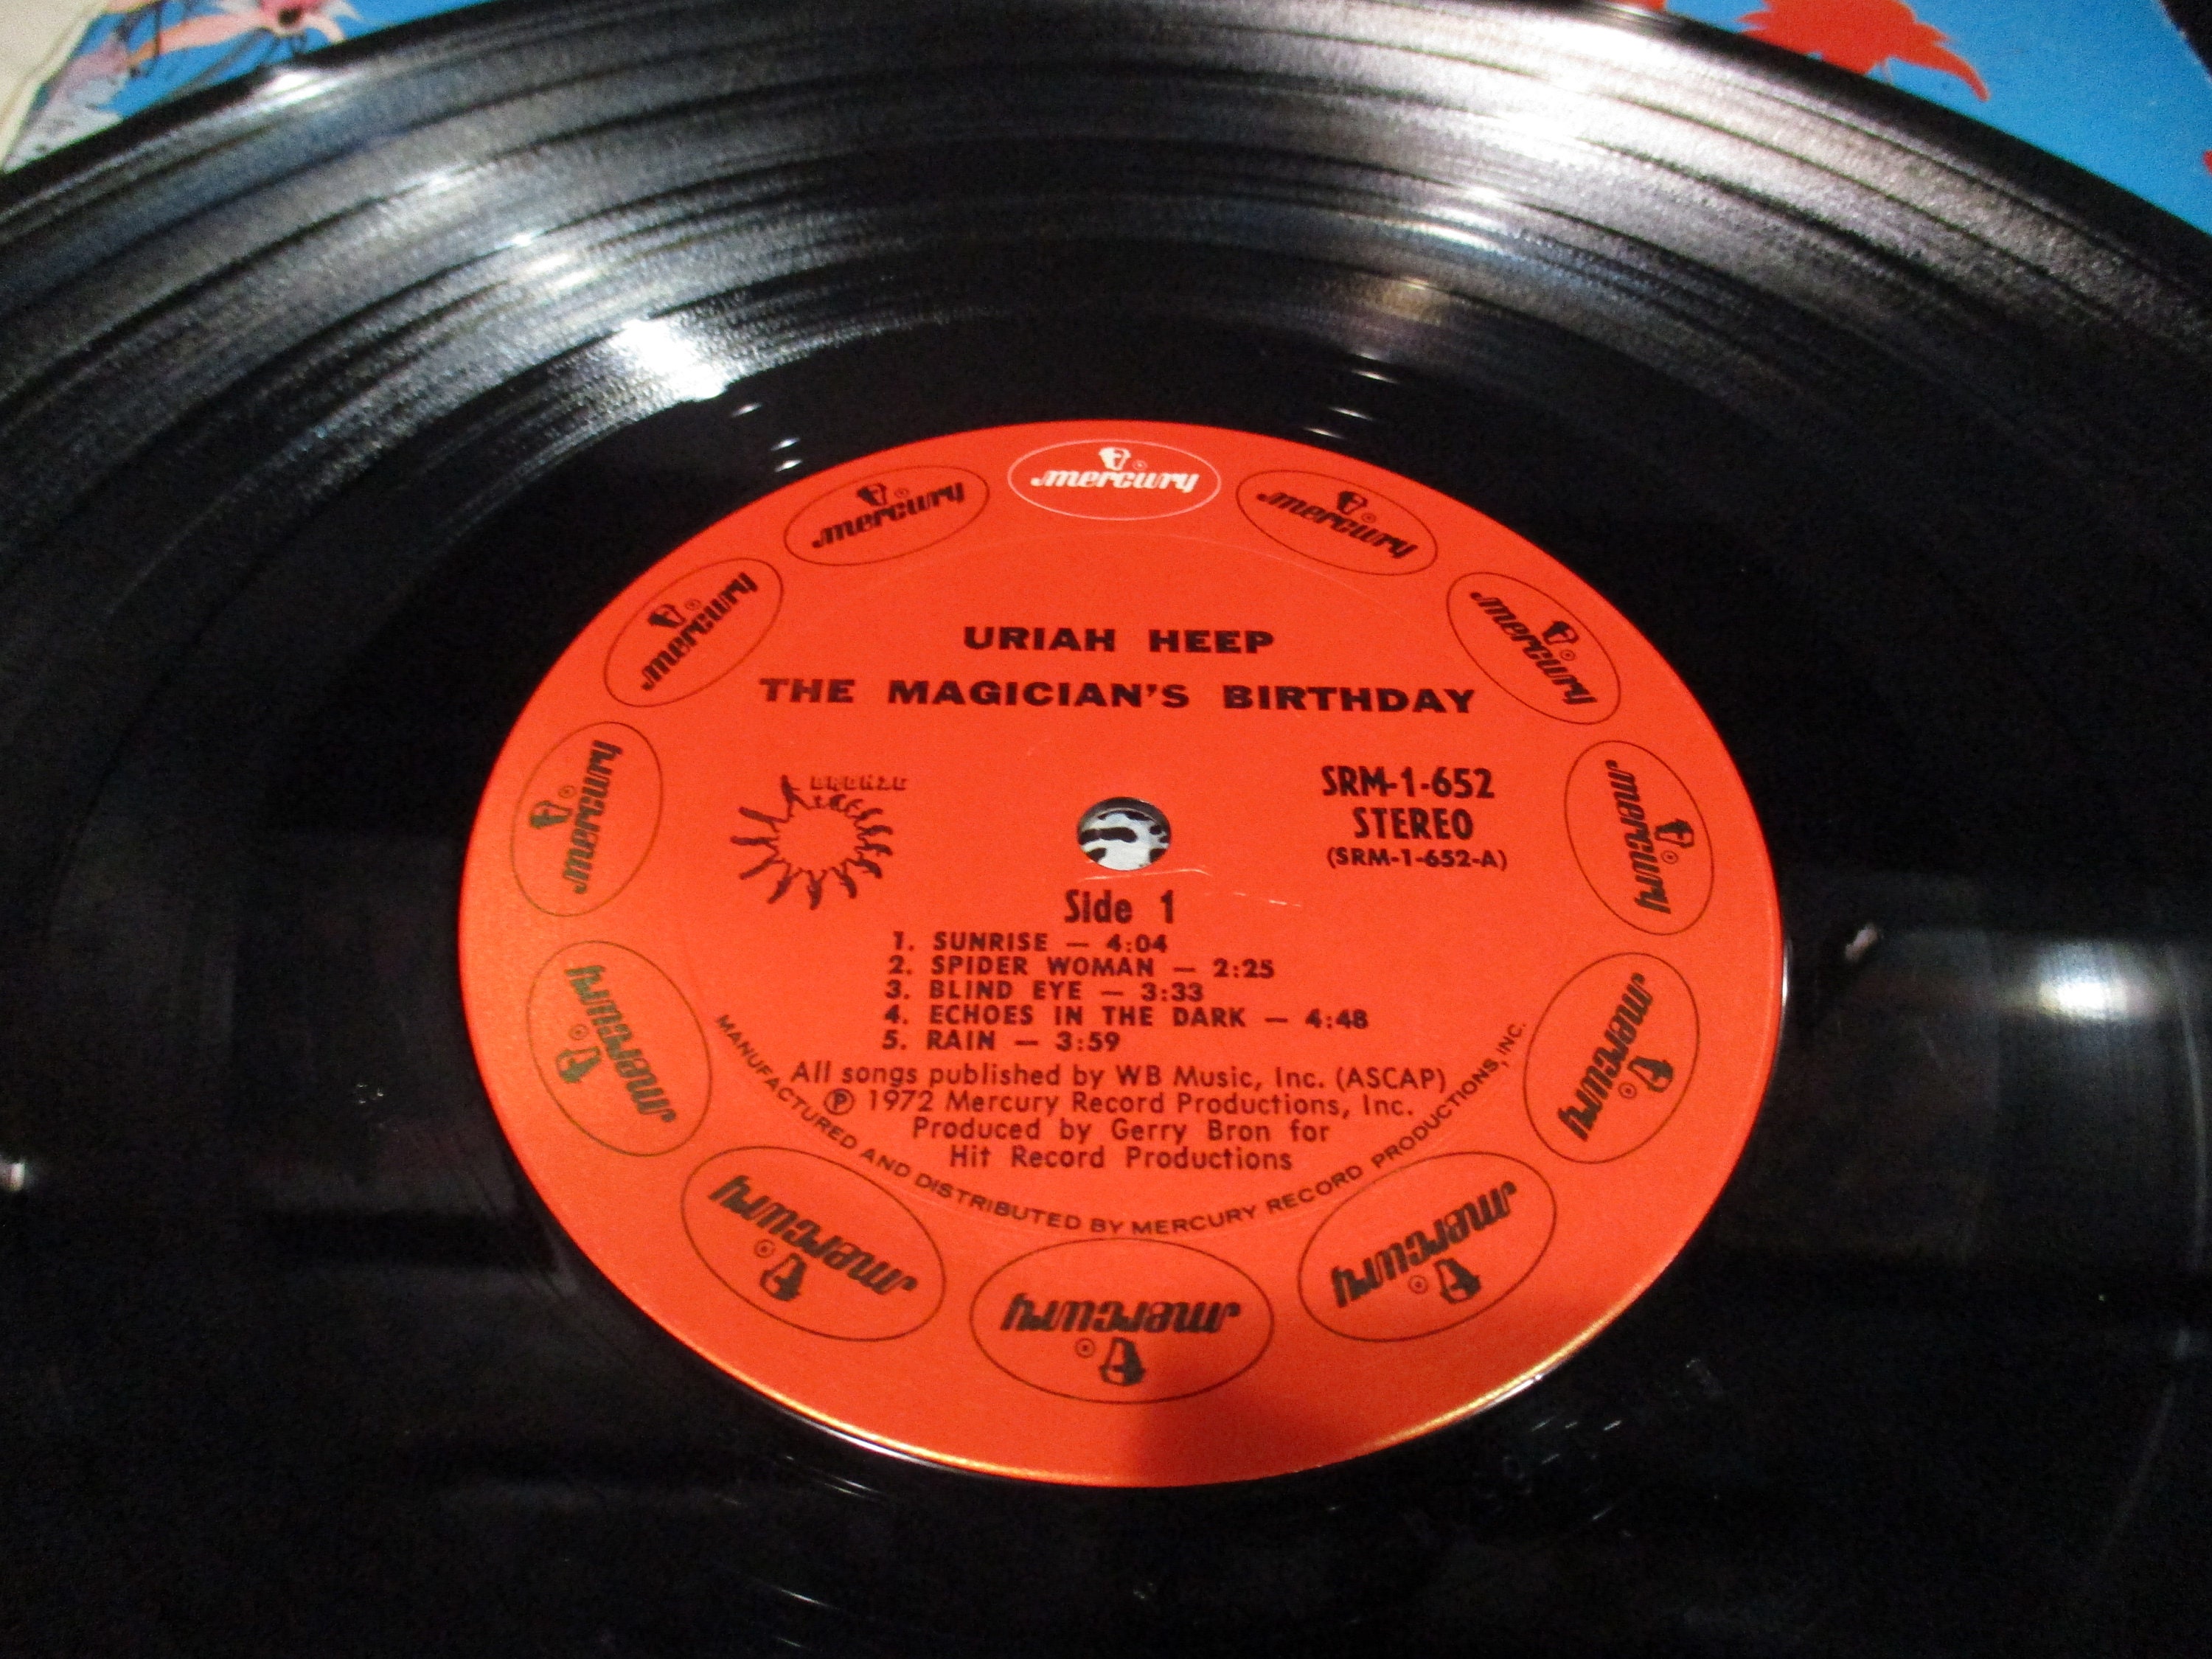 mercury
mercury
mercury
mercury
mercury
URIAH HEEP
THE MAGICIAN'S BIRTHDAY
mercury
mercury
BRONZE
SRM-1-652
STEREO
(SRM-1-652-A)
Side 1
1. SUNRISE — 4:04
2. SPIDER WOMAN — 2:25
3. BLIND EYE — 3:33
4. ECHOES IN THE DARK — 4:48
5. RAIN — 3:59
All songs published by WB Music, Inc. (ASCAP)
℗ 1972 Mercury Record Productions, Inc.
Produced by Gerry Bron for
Hit Record Productions
MANUFACTURED AND DISTRIBUTED BY MERCURY RECORD PRODUCTIONS, INC.
mercury
mercury
mercury
mercury
mercury